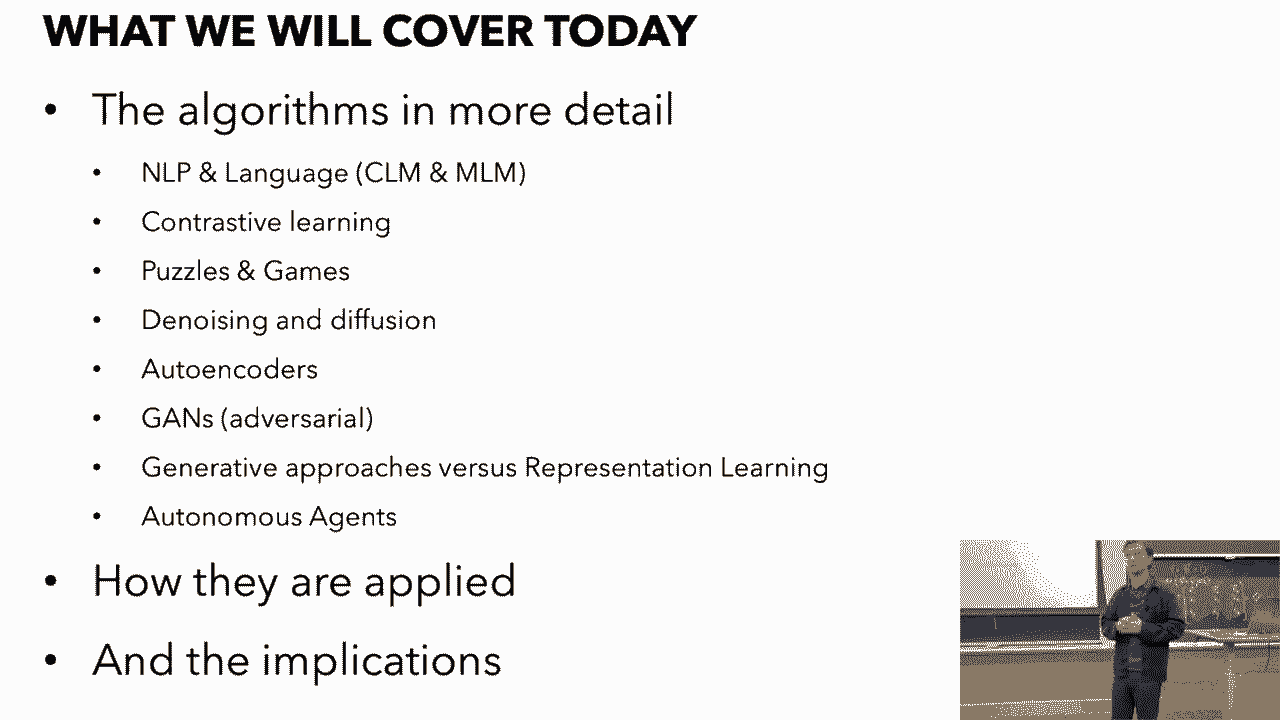 WHAT WE WILL COVER TODAY
• The algorithms in more detail
• NLP & Language (CLM & MLM)
• Contrastive learning
• Puzzles & Games
• Denoising and diffusion
• Autoencoders
• GANs (adversarial)
• Generative approaches versus Representation Learning
• Autonomous Agents
• How they are applied
• And the implications